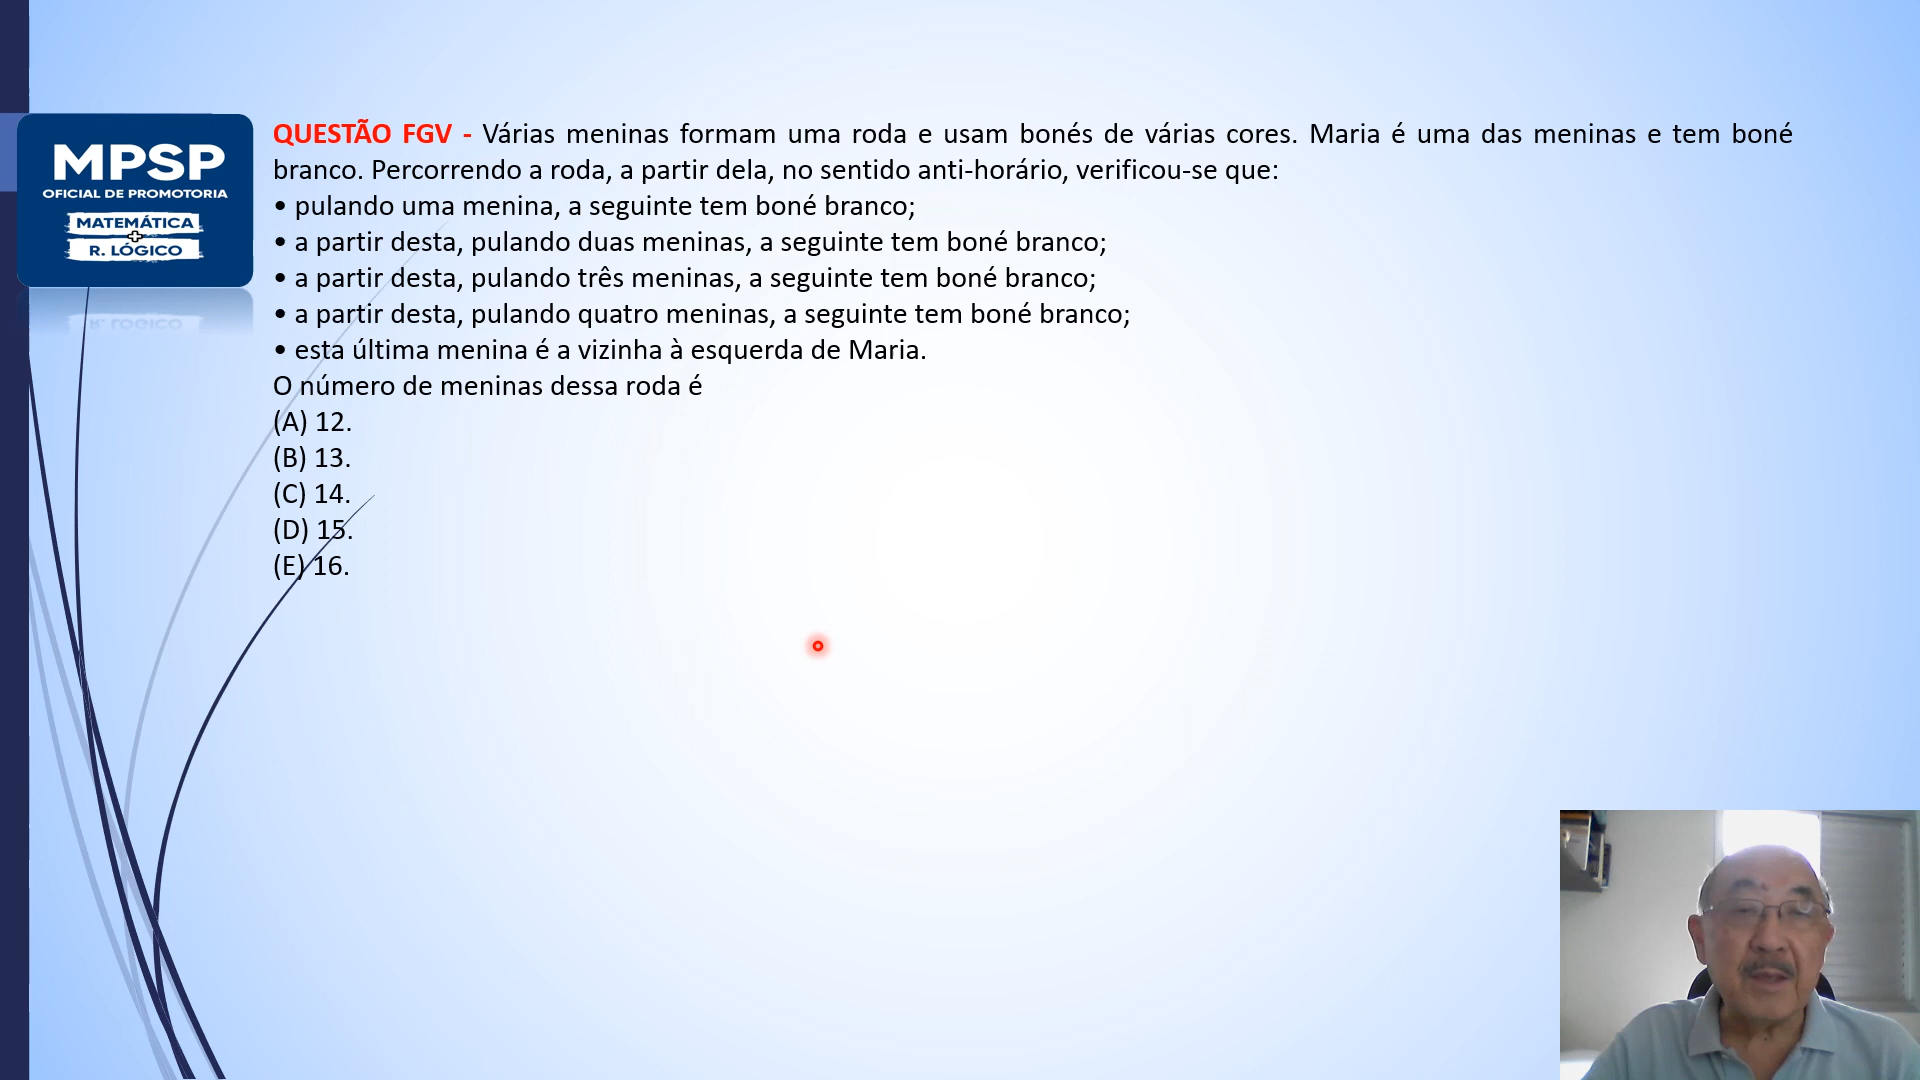 MPSP
OFICIAL DE PROMOTORIA
MATEMÁTICA
+
R. LÓGICO
QUESTÃO FGV - Várias meninas formam uma roda e usam bonés de várias cores. Maria é uma das meninas e tem boné
branco. Percorrendo a roda, a partir dela, no sentido anti-horário, verificou-se que:
• pulando uma menina, a seguinte tem boné branco;
• a partir desta, pulando duas meninas, a seguinte tem boné branco;
• a partir desta, pulando três meninas, a seguinte tem boné branco;
• a partir desta, pulando quatro meninas, a seguinte tem boné branco;
• esta última menina é a vizinha à esquerda de Maria.
O número de meninas dessa roda é
(A) 12.
(B) 13.
(C) 14.
(D) 15.
(E) 16.